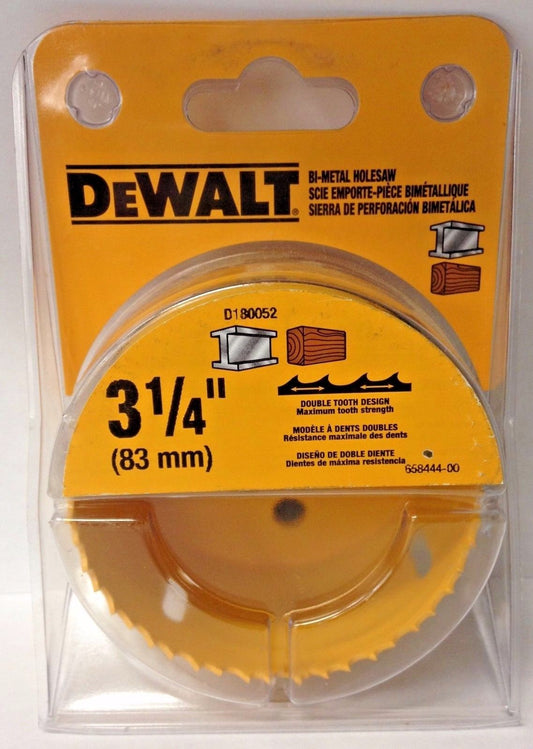 DEWALT®
BI-METAL HOLESAW
SCIE EMPORTE-PIÈCE BIMÉTALLIQUE
SIERRA DE PERFORACIÓN BIMETÁLICA
D180052
3 1/4"
(83 mm)
DOUBLE TOOTH DESIGN
Maximum tooth strength
MODÈLE À DENTS DOUBLES
Résistance maximale des dents
DISEÑO DE DOBLE DIENTE
Dientes de máxima resistencia
658444-00